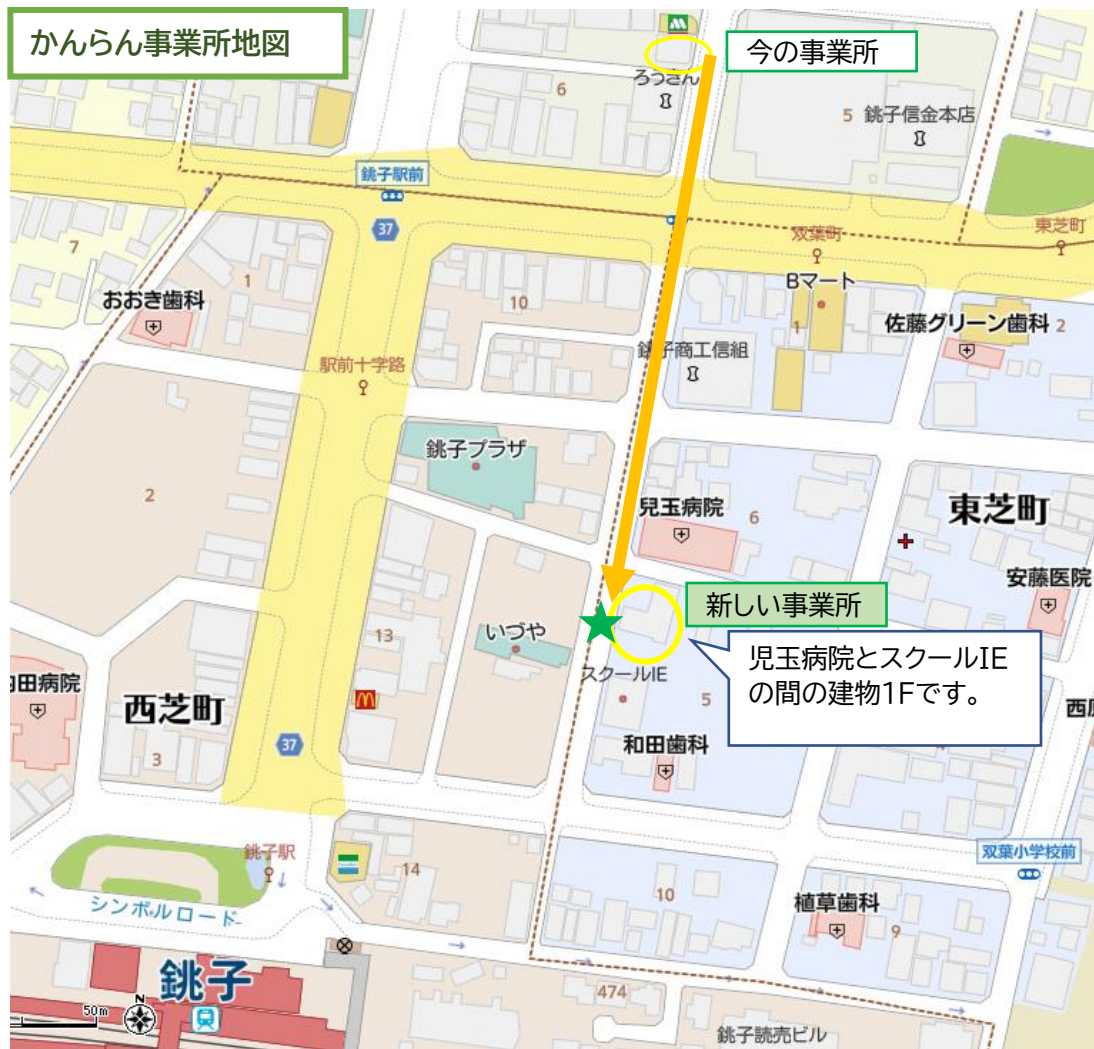 かんらん事業所地図
今の事業所
ろうきん
6
5
銚子信金本店
銚子駅前
37
双葉町
東芝町
7
1
おおき歯科
10
Bマート
1
佐藤グリーン歯科
2
駅前十字路
銚子商工信組
銚子プラザ
2
児玉病院
6
東芝町
安藤医院
新しい事業所
児玉病院とスクールIE
の間の建物1Fです。
13
いづや
スクールIE
5
内田病院
西芝町
3
37
和田歯科
銚子駅
14
10
双葉小学校前
植草歯科
9
シンボルロード
銚子
N
50m
474
銚子読売ビル